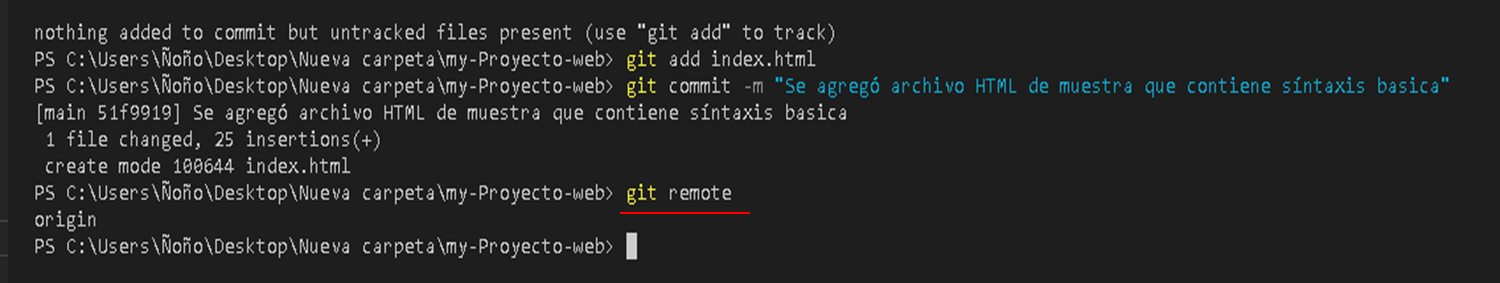 nothing added to commit but untracked files present (use "git add" to track)
PS C:\Users\Ñoño\Desktop\Nueva carpeta\my-Proyecto-web> git add index.html
PS C:\Users\Ñoño\Desktop\Nueva carpeta\my-Proyecto-web> git commit -m "Se agregó archivo HTML de muestra que contiene síntaxis basica"
[main 51f9919] Se agregó archivo HTML de muestra que contiene síntaxis basica
 1 file changed, 25 insertions(+)
 create mode 100644 index.html
PS C:\Users\Ñoño\Desktop\Nueva carpeta\my-Proyecto-web> git remote
origin
PS C:\Users\Ñoño\Desktop\Nueva carpeta\my-Proyecto-web>